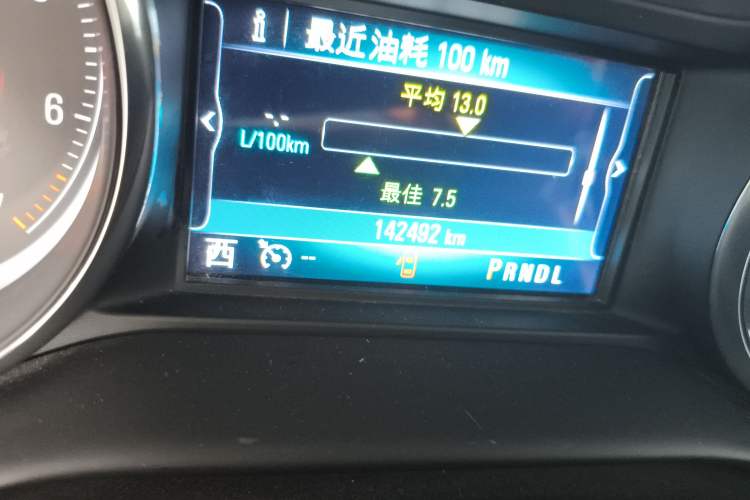 最近油耗 100 km
平均 13.0
6
L/100km
最佳 7.5
142492 km
西
--
PRNDL